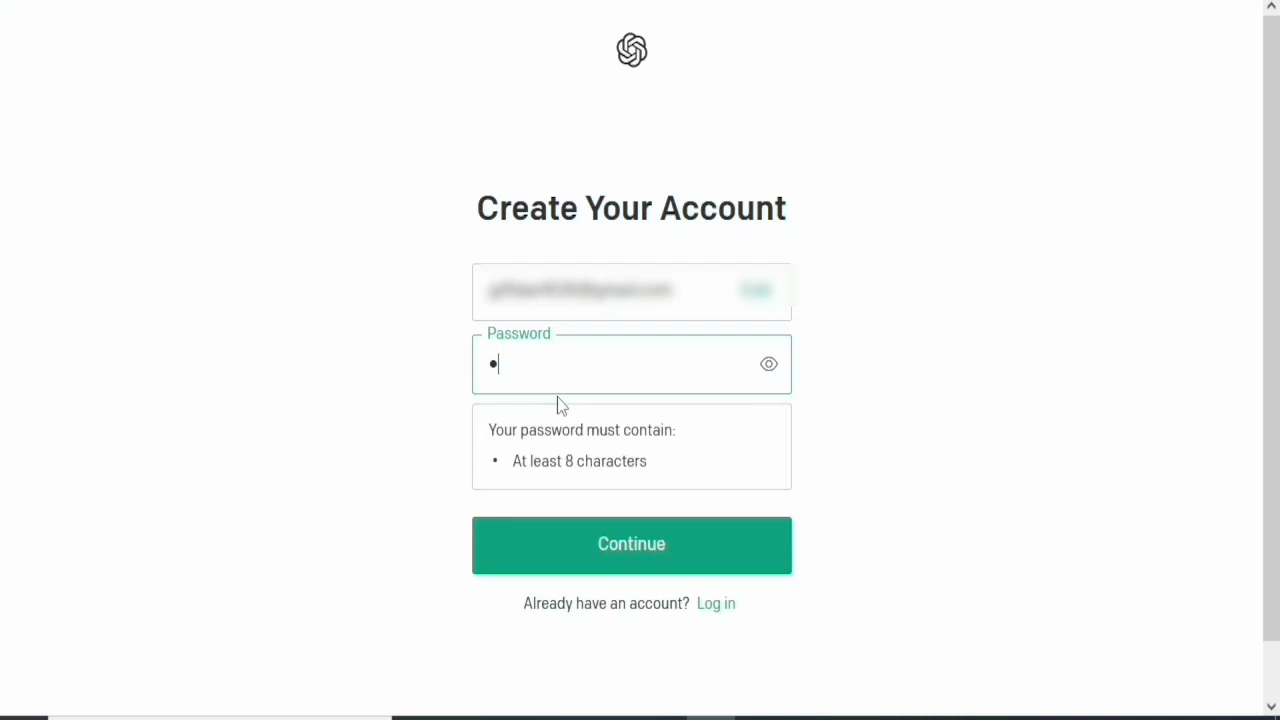 Create Your Account
Password
•
Your password must contain:
• At least 8 characters
Continue
Already have an account? Log in